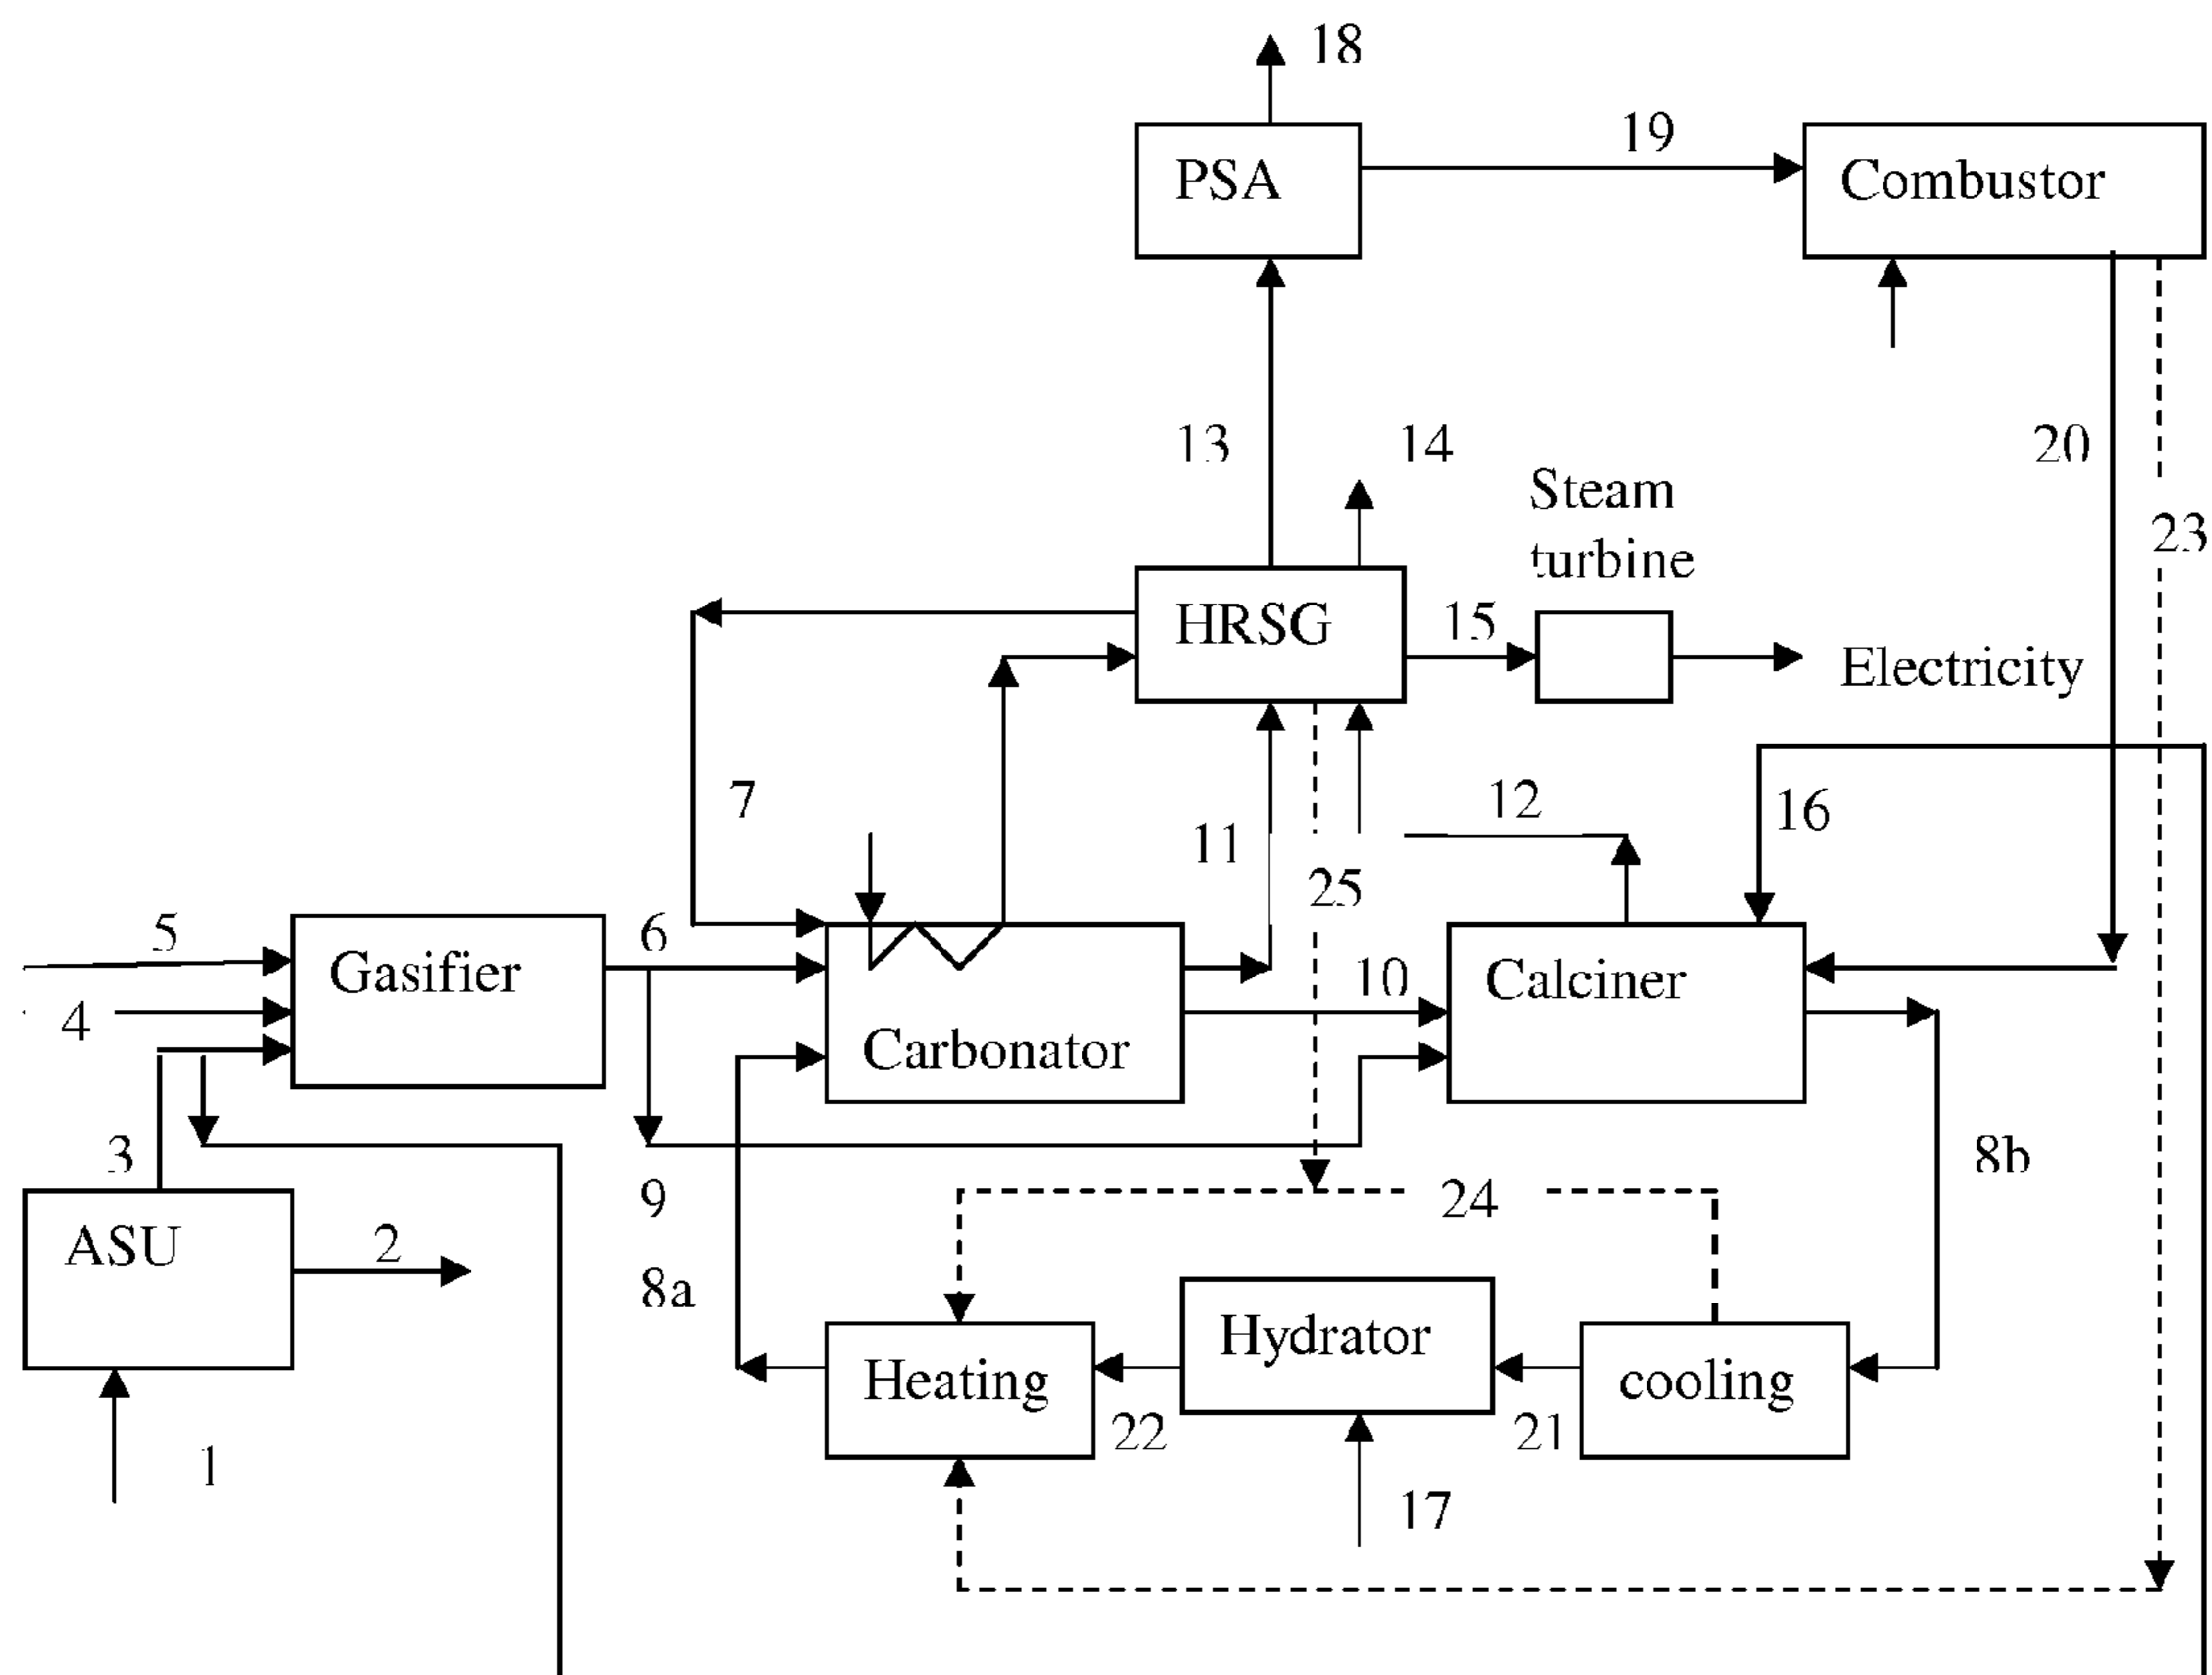 18
19
PSA
Combustor
13
14
20
Steam
turbine
23
HRSG
15
Electricity
7
12
16
11
25
5
6
Gasifier
10
Calciner
4
Carbonator
3
8b
9
24
ASU
2
8a
Hydrator
Heating
cooling
22
21
1
17